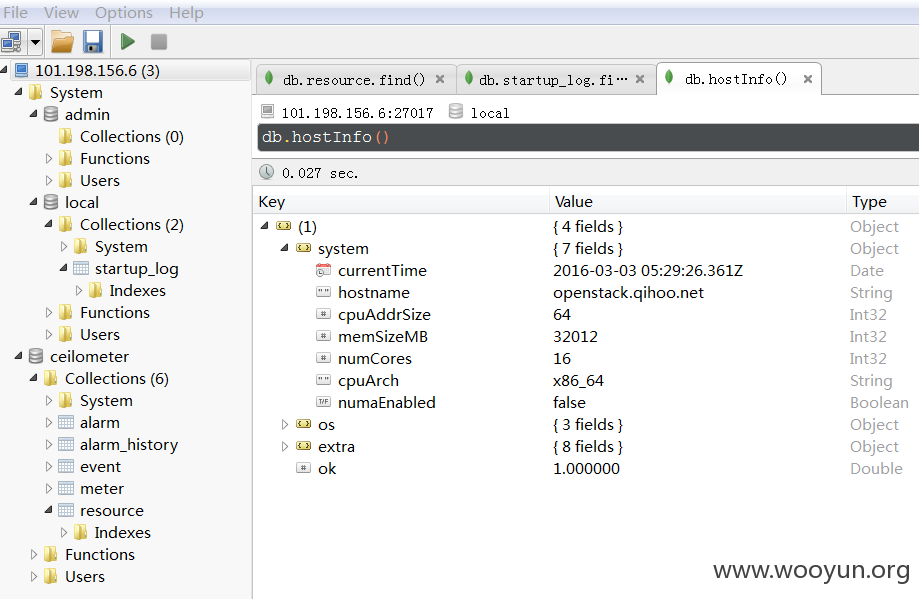 File View Options Help
101.198.156.6 (3)
System
admin
Collections (0)
Functions
Users
local
Collections (2)
System
startup_log
Indexes
Functions
Users
ceilometer
Collections (6)
System
alarm
alarm_history
event
meter
resource
Indexes
Functions
Users
db.resource.find() × db.startup_log.fi⋯ × db.hostInfo() ×
101.198.156.6:27017 local
db.hostInfo()
0.027 sec.
Key Value Type
(1) { 4 fields } Object
system { 7 fields } Object
currentTime 2016-03-03 05:29:26.361Z Date
hostname openstack.qihoo.net String
cpuAddrSize 64 Int32
memSizeMB 32012 Int32
numCores 16 Int32
cpuArch x86_64 String
numaEnabled false Boolean
os { 3 fields } Object
extra { 8 fields } Object
ok 1.000000 Double
www.wooyun.org